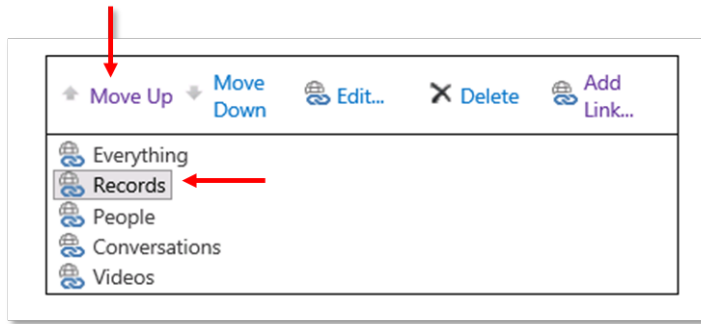 Move Up
Move Down
Edit...
Delete
Add Link...
Everything
Records
People
Conversations
Videos